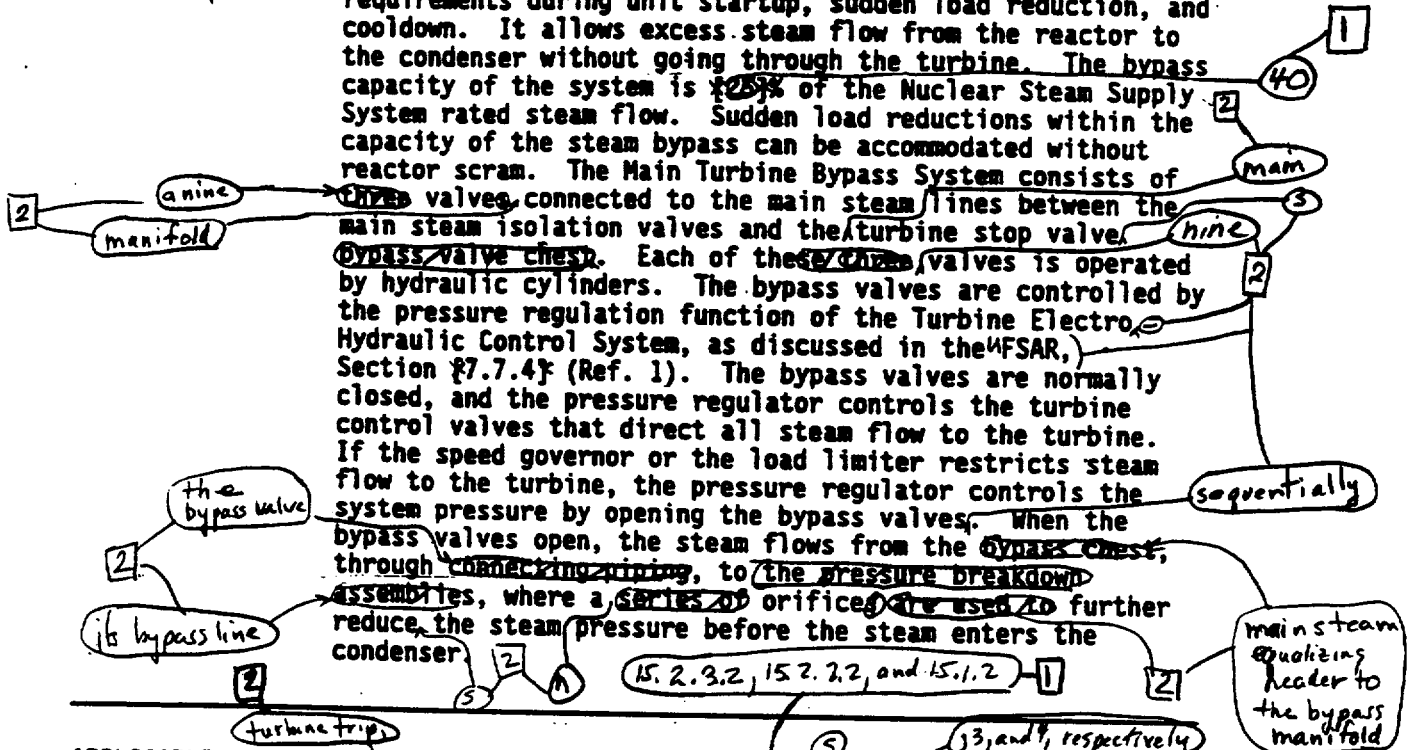 requirements during unit startup, sudden load reduction, and
cooldown. It allows excess steam flow from the reactor to
the condenser without going through the turbine. The bypass
capacity of the system is [25]% of the Nuclear Steam Supply
System rated steam flow. Sudden load reductions within the
capacity of the steam bypass can be accommodated without
reactor scram. The Main Turbine Bypass System consists of
three valves connected to the main steam lines between the
main steam isolation valves and the turbine stop valve
bypass valve chest. Each of these three valves is operated
by hydraulic cylinders. The bypass valves are controlled by
the pressure regulation function of the Turbine Electro
Hydraulic Control System, as discussed in the UFSAR,
Section [7.7.4] (Ref. 1). The bypass valves are normally
closed, and the pressure regulator controls the turbine
control valves that direct all steam flow to the turbine.
If the speed governor or the load limiter restricts steam
flow to the turbine, the pressure regulator controls the
system pressure by opening the bypass valves. When the
bypass valves open, the steam flows from the bypass chest,
through connecting piping, to the pressure breakdown
assemblies, where a series of orifices are used to further
reduce the steam pressure before the steam enters the
condenser.
1
40
2
main
s
nine
2
-
sequentially
main steam
equalizing
header to
the bypass
manifold
2
a nine
2
manifold
the
bypass valve
2
its bypass line
s
2
n
15.2.3.2, 15.2.2.2, and 15.1.2
1
2
turbine trip,
s
, 3, and 4, respectively